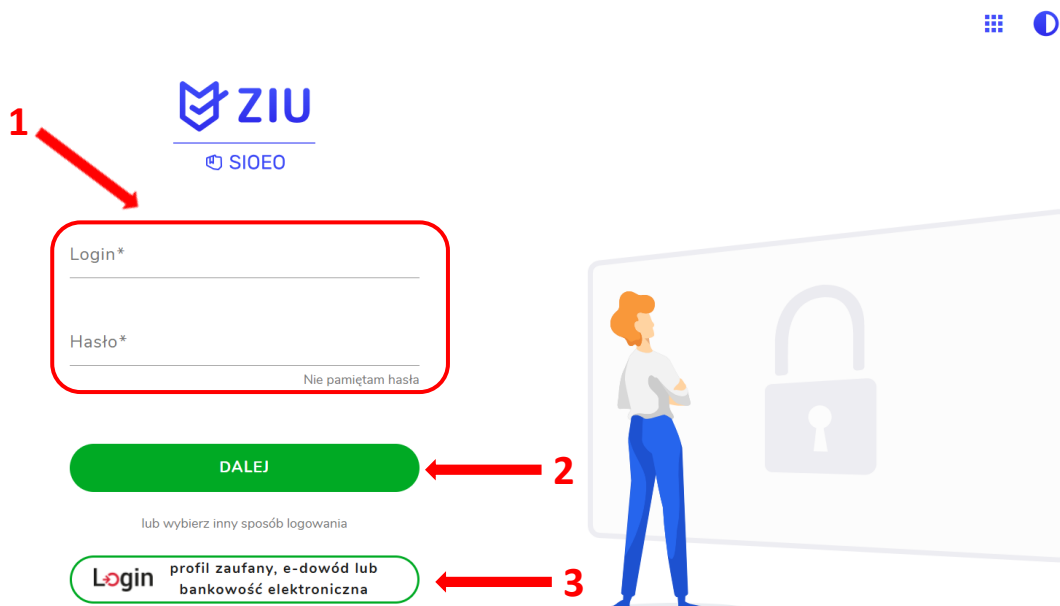 ZIU
1
SIOEO
Login*
Hasło*
Nie pamiętam hasła
DALEJ
2
lub wybierz inny sposób logowania
Login
profil zaufany, e-dowód lub
bankowość elektroniczna
3